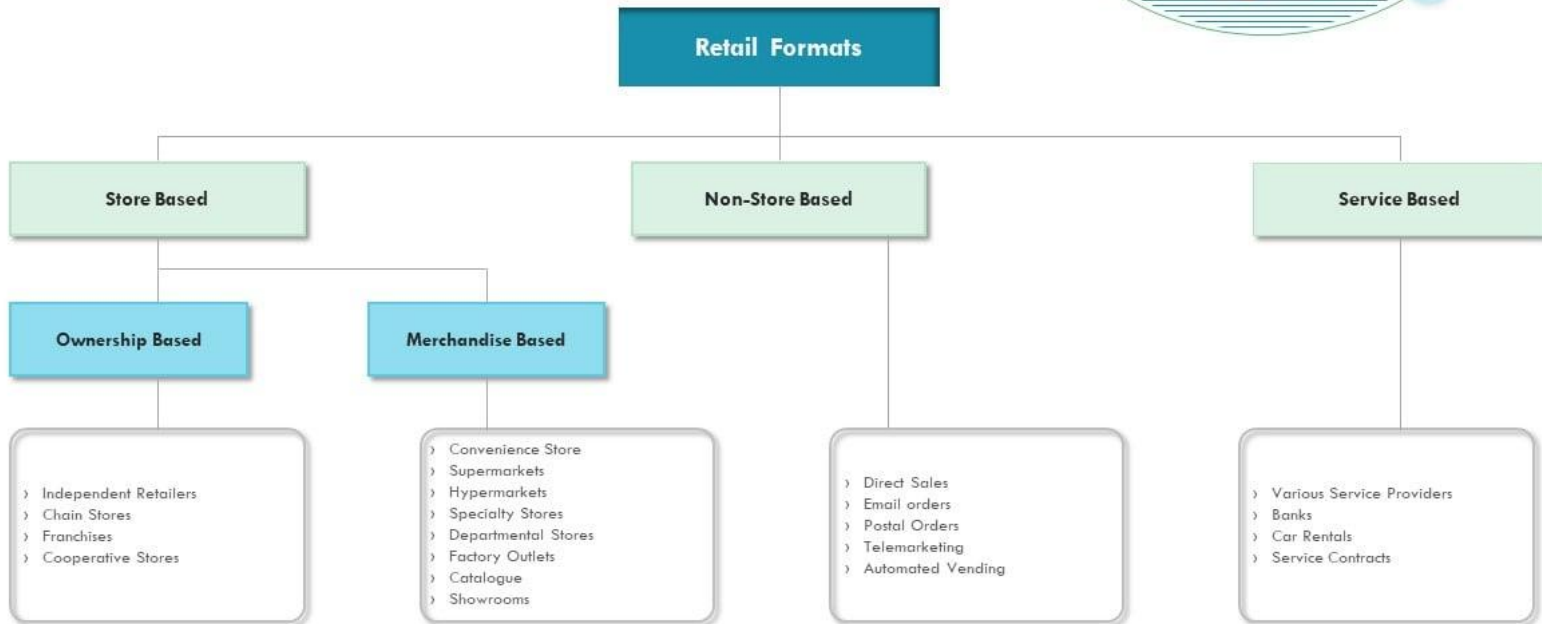 Retail Formats
Store Based
Non-Store Based
Service Based
Ownership Based
Merchandise Based
› Independent Retailers
› Chain Stores
› Franchises
› Cooperative Stores
› Convenience Store
› Supermarkets
› Hypermarkets
› Specialty Stores
› Departmental Stores
› Factory Outlets
› Catalogue
› Showrooms
› Direct Sales
› Email orders
› Postal Orders
› Telemarketing
› Automated Vending
› Various Service Providers
› Banks
› Car Rentals
› Service Contracts